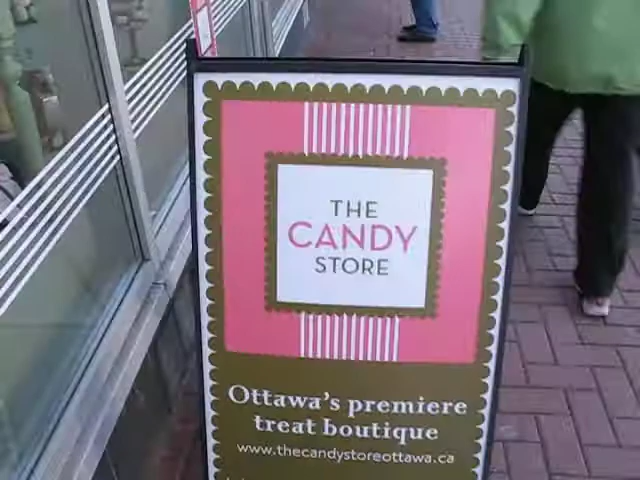 THE
CANDY
STORE
Ottawa's premiere
treat boutique
www.thecandystoreottawa.ca